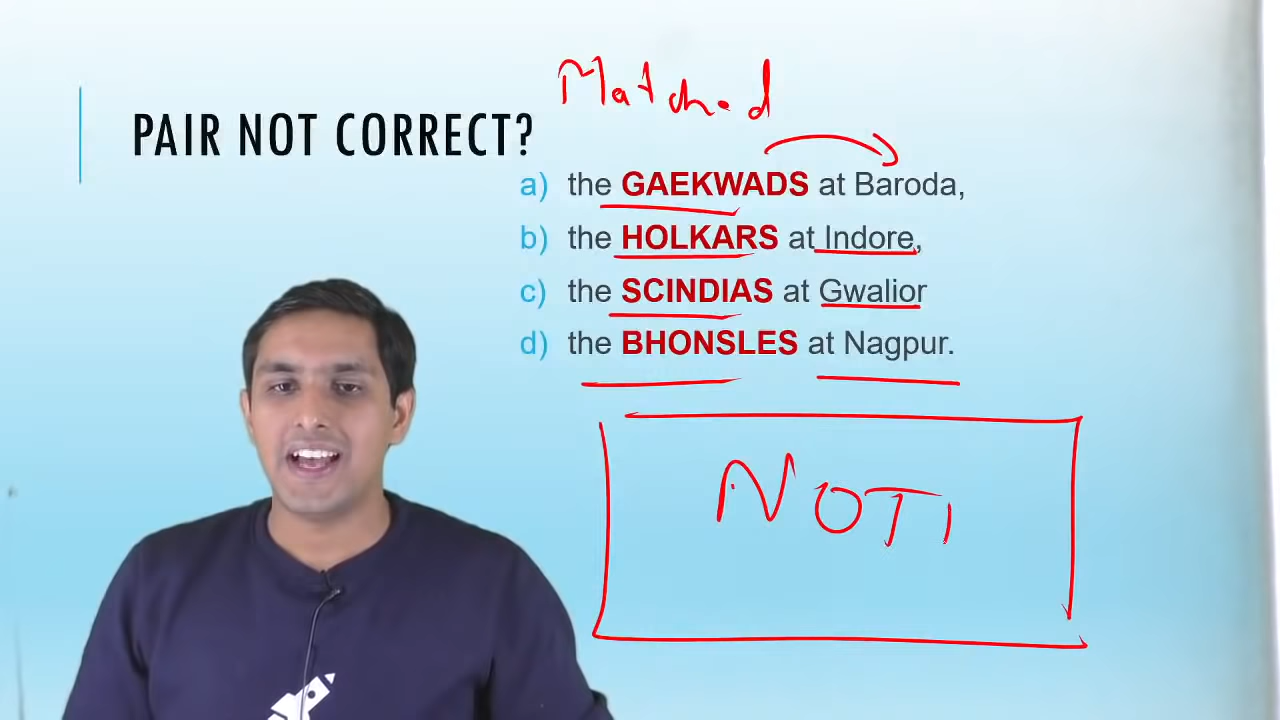 Matched
PAIR NOT CORRECT?
a) the GAEKWADS at Baroda,
b) the HOLKARS at Indore,
c) the SCINDIAS at Gwalior
d) the BHONSLES at Nagpur.
NOT